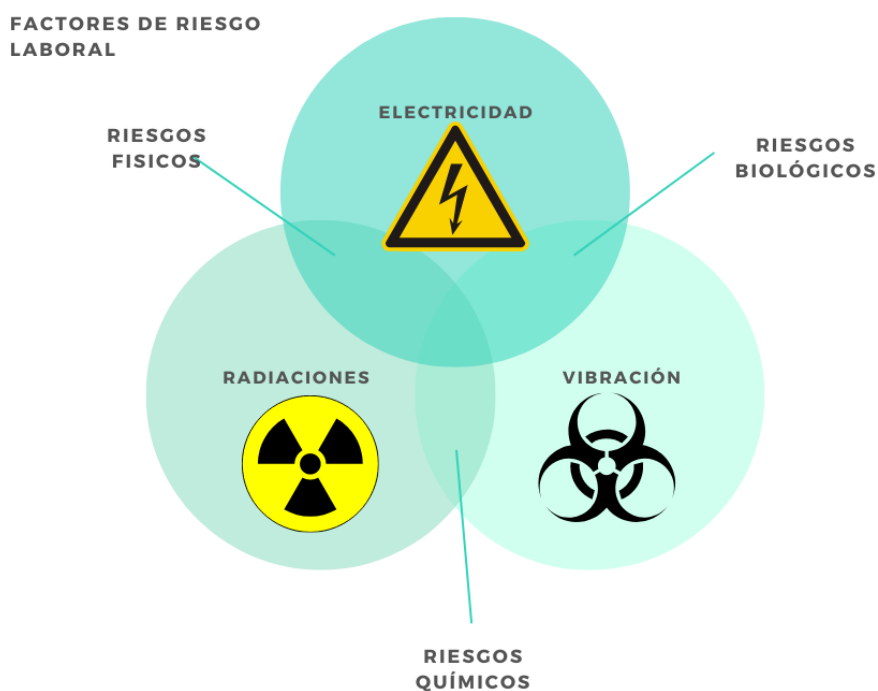 FACTORES DE RIESGO
LABORAL
ELECTRICIDAD
RIESGOS
FISICOS
RIESGOS
BIOLÓGICOS
RADIACIONES
VIBRACIÓN
RIESGOS
QUÍMICOS